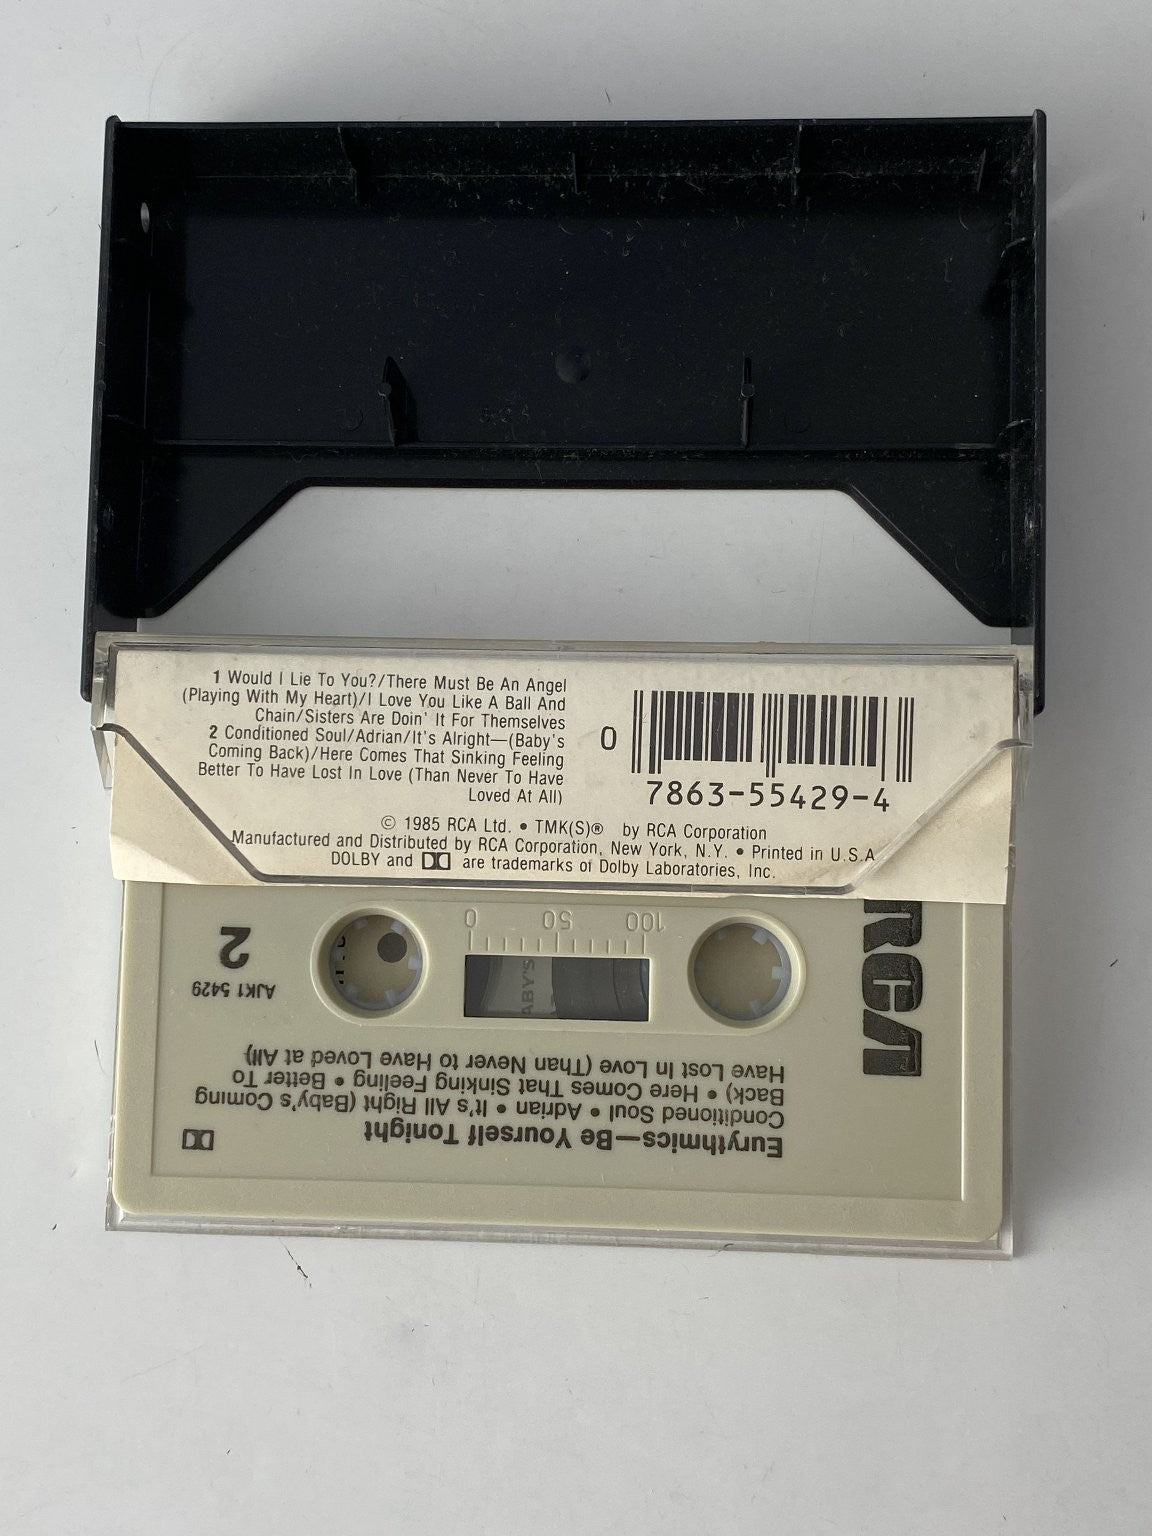 1 Would I Lie To You?/There Must Be An Angel
(Playing With My Heart)/I Love You Like A Ball And
Chain/Sisters Are Doin' It For Themselves
2 Conditioned Soul/Adrian/It's Alright—(Baby's
Coming Back)/Here Comes That Sinking Feeling
Better To Have Lost In Love (Than Never To Have
Loved At All)
0
7863-55429-4
© 1985 RCA Ltd. • TMK(S)® by RCA Corporation
Manufactured and Distributed by RCA Corporation, New York, N.Y. • Printed in U.S.A
DOLBY and are trademarks of Dolby Laboratories, Inc.
Eurythmics—Be Yourself Tonight
Conditioned Soul • Adrian • It's All Right (Baby's Coming
Back) • Here Comes That Sinking Feeling • Better To
Have Lost In Love (Than Never to Have Loved at All)
RCA
100 50 0
AJK1 5429
2
ABY'S